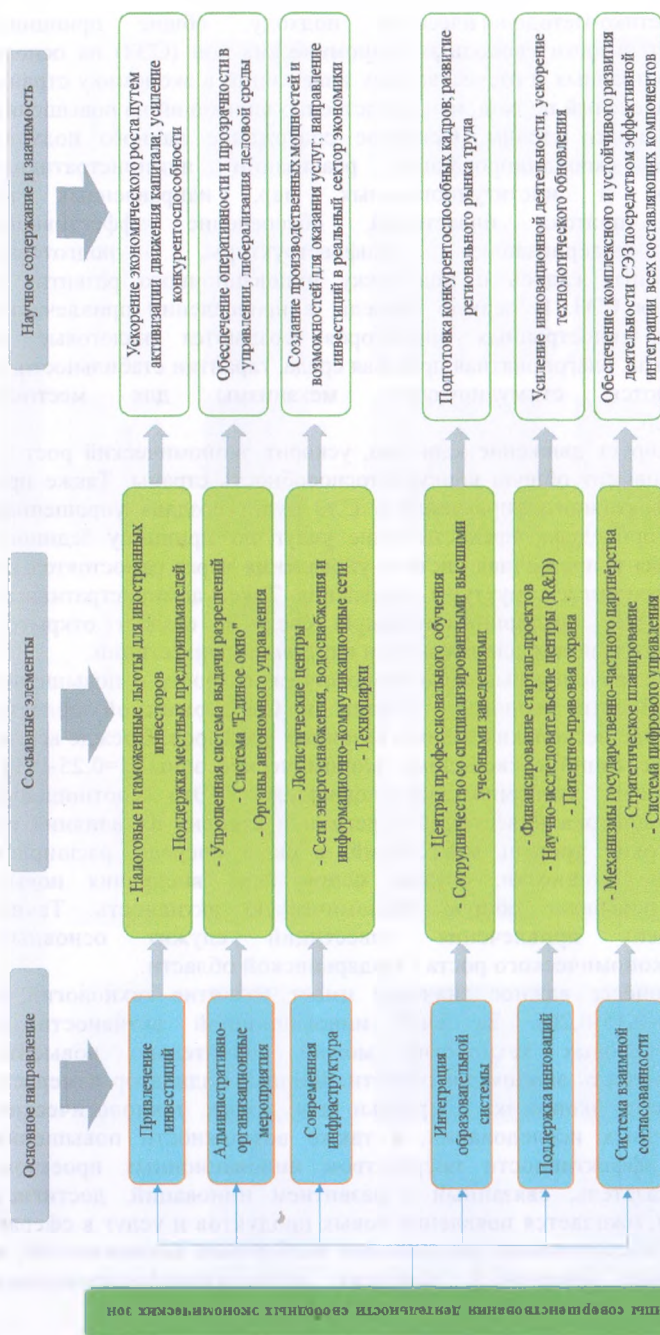 Основное направление
Сосьавные элементы
Научное содержание и значимость
Привлечение
инвестиций
- Налоговые и таможенные льготы для иностранных
инвесторов
- Поддержка местных предпринимателей
Ускорение экономического роста путем
активизации движения капитала, усиление
конкурентоспособности
Административно-
организационные
мероприятия
- Упрощенная система выдачи разрешений
- Система "Единое окно"
- Органы автономного управления
Обеспечение оперативности и прозрачности в
управлении, либерализация деловой среды
Современная
инфраструктура
- Логистические центры
- Сети энергоснабжения, водоснабжения и
информационно-коммуникационные сети
- Технопарки
Создание производственных мощностей и
возможностей для оказания услуг; направление
инвестиций в реальный сектор экономики
Интеграция
образовательной
системы
- Центры профессионального обучения
- Сотрудничество со специализированными высшими
учебными заведениями
Подготовка конкурентоспособных кадров; развитие
регионального рынка труда
Поддержка инноваций
- Финансирование стартап-проектов
- Научно-исследовательские центры (R&D)
- Патентно-правовая охрана
Усиление инновационной деятельности, ускорение
технологического обновления
Система взаимной
согласованности
- Механизмы государственно-частного партнёрства
- Стратегическое планирование
- Система цифрового управления
Обеспечение комплексного и устойчивого развития
деятельности СЭЗ посредством эффективной
интеграции всех составляющих компонентов
совершенствования деятельности свободных экономических зон